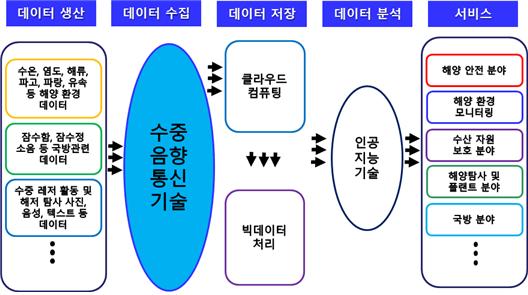 데이터 생산
데이터 수집
데이터 저장
데이터 분석
서비스
수온, 염도, 해류,
파고, 파랑, 유속
등 해양 환경
데이터
잠수함, 잠수정
소음 등 국방관련
데이터
수중 레저 활동 및
해저 탐사 사진,
음성, 텍스트 등
데이터
수중
음향
통신
기술
클라우드
컴퓨팅
빅데이터
처리
인공
지능
기술
해양 안전 분야
해양 환경
모니터링
수산 자원
보호 분야
해양탐사 및
플랜트 분야
국방 분야